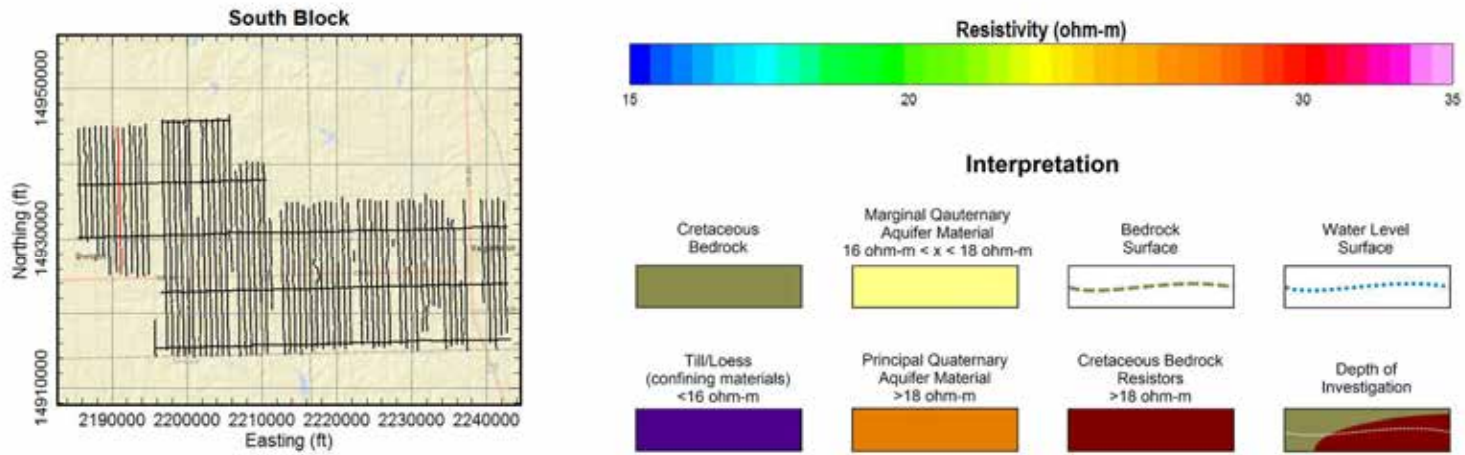 South Block
14950000
14930000
14910000
Northing (ft)
2190000 2200000 2210000 2220000 2230000 2240000
Easting (ft)
Resistivity (ohm-m)
15 20 30 35
Interpretation
Cretaceous
Bedrock
Marginal Qauternary
Aquifer Material
16 ohm-m < x < 18 ohm-m
Bedrock
Surface
Water Level
Surface
Till/Loess
(confining materials)
<16 ohm-m
Principal Quaternary
Aquifer Material
>18 ohm-m
Cretaceous Bedrock
Resistors
>18 ohm-m
Depth of
Investigation